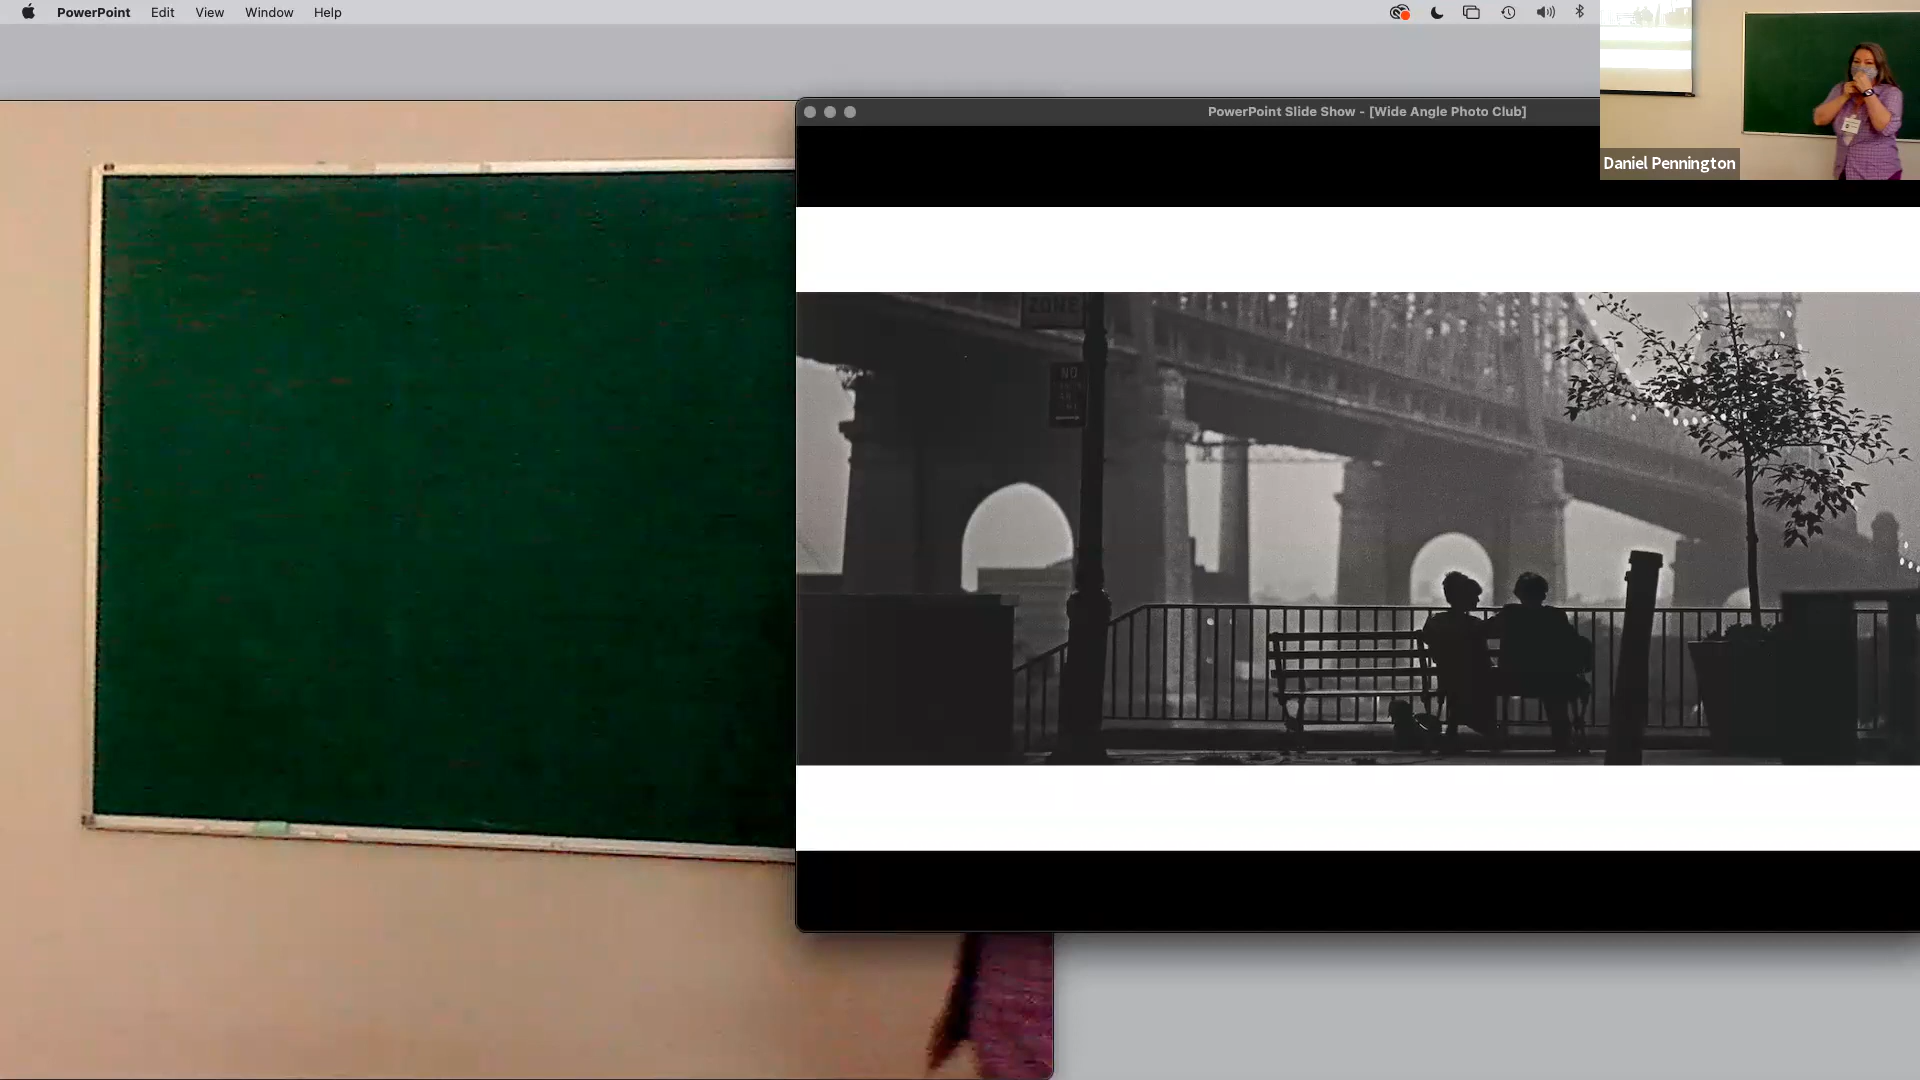 PowerPoint Edit View Window Help
PowerPoint Slide Show - [Wide Angle Photo Club]
Daniel Pennington
ZONE
NO